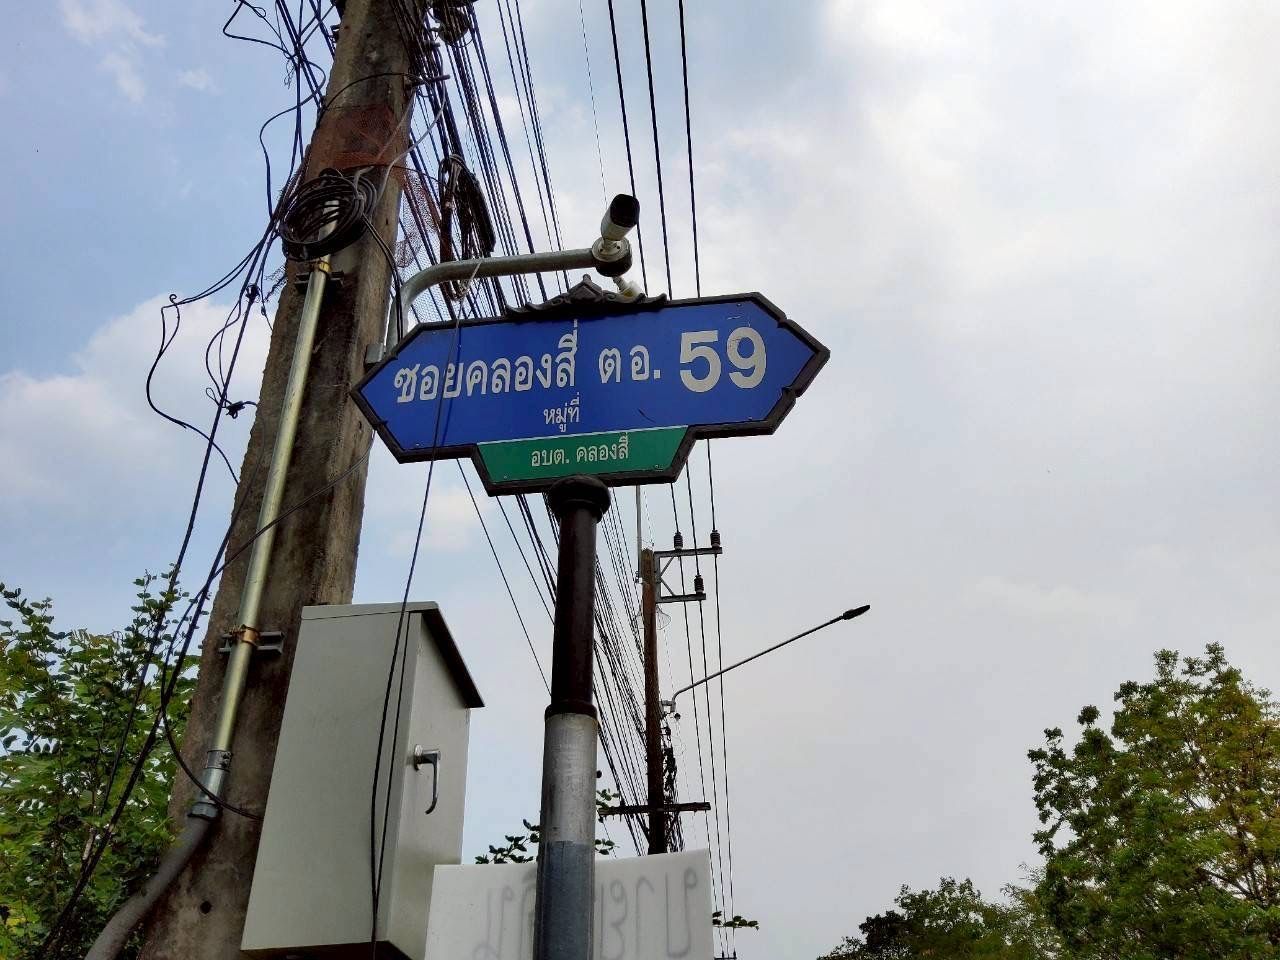 ซอยคลองสี่ ตอ. 59
หมู่ที่
อบต. คลองสี่